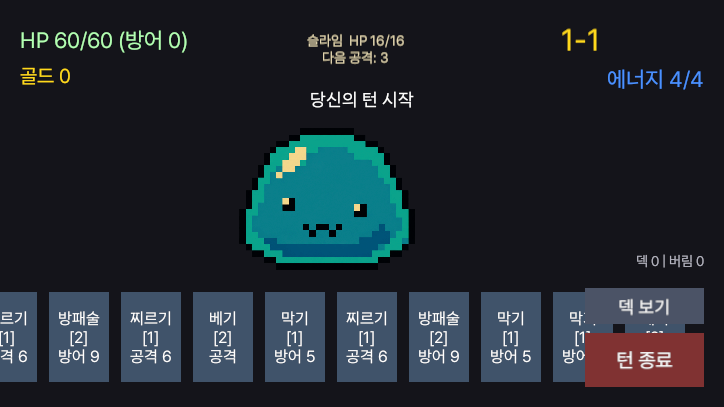 HP 60/60 (방어 0)
골드 0
슬라임 HP 16/16
다음 공격: 3
1-1
에너지 4/4
당신의 턴 시작
덱 0 | 버림 0
르기
[1]
격 6
방패술
[2]
방어 9
찌르기
[1]
공격 6
베기
[2]
공격
막기
[1]
방어 5
찌르기
[1]
공격 6
방패술
[2]
방어 9
막기
[1]
방어 5
[1]
덱 보기
턴 종료